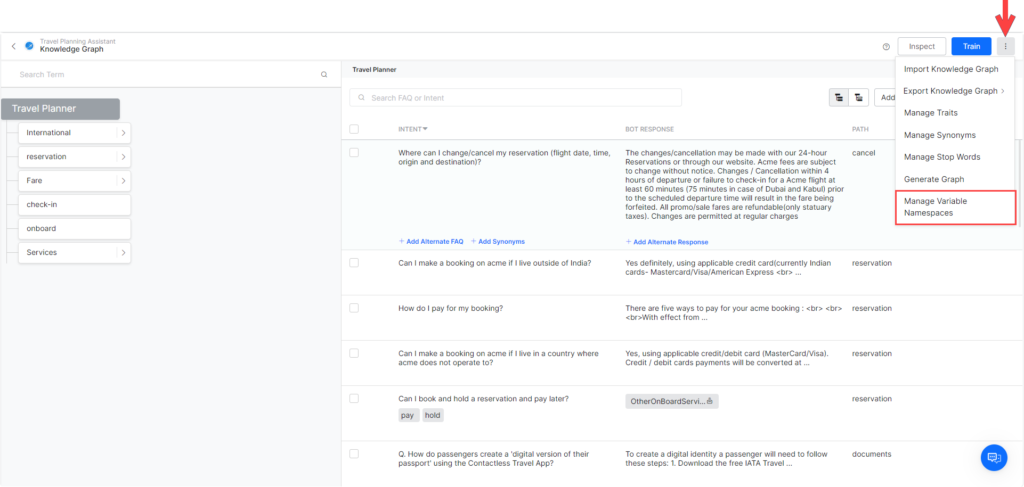 Travel Planning Assistant
Knowledge Graph
Inspect
Train
Search Term
Travel Planner
International
reservation
Fare
check-in
onboard
Services
Travel Planner
Search FAQ or Intent
Add
Import Knowledge Graph
Export Knowledge Graph
Manage Traits
Manage Synonyms
Manage Stop Words
Generate Graph
Manage Variable
Namespaces
INTENT
BOT RESPONSE
PATH
Where can I change/cancel my reservation (flight date, time,
origin and destination)?
The changes/cancellation may be made with our 24-hour
Reservations or through our website. Acme fees are subject
to change without notice. Changes / Cancellation within 4
hours of departure or failure to check-in for a Acme flight at
least 60 minutes (75 minutes in case of Dubai and Kabul) prior
to the scheduled departure time will result in the fare being
forfeited. All promo/sale fares are refundable(only statuary
taxes). Changes are permitted at regular charges
cancel
+ Add Alternate FAQ + Add Synonyms
+ Add Alternate Response
Can I make a booking on acme if I live outside of India?
Yes definitely, using applicable credit card(currently Indian
cards- Mastercard/Visa/American Express <br> ...
reservation
How do I pay for my booking?
There are five ways to pay for your acme booking : <br> <br>
<br>With effect from ...
reservation
Can I make a booking on acme if I live in a country where
acme does not operate to?
Yes, using applicable credit/debit card (MasterCard/Visa).
Credit / debit cards payments will be converted at ...
reservation
Can I book and hold a reservation and pay later?
pay hold
OtherOnBoardServi...
reservation
Q. How do passengers create a 'digital version of their
passport' using the Contactless Travel App?
To create a digital identity a passenger will need to follow
these steps: 1. Download the free IATA Travel ...
documents